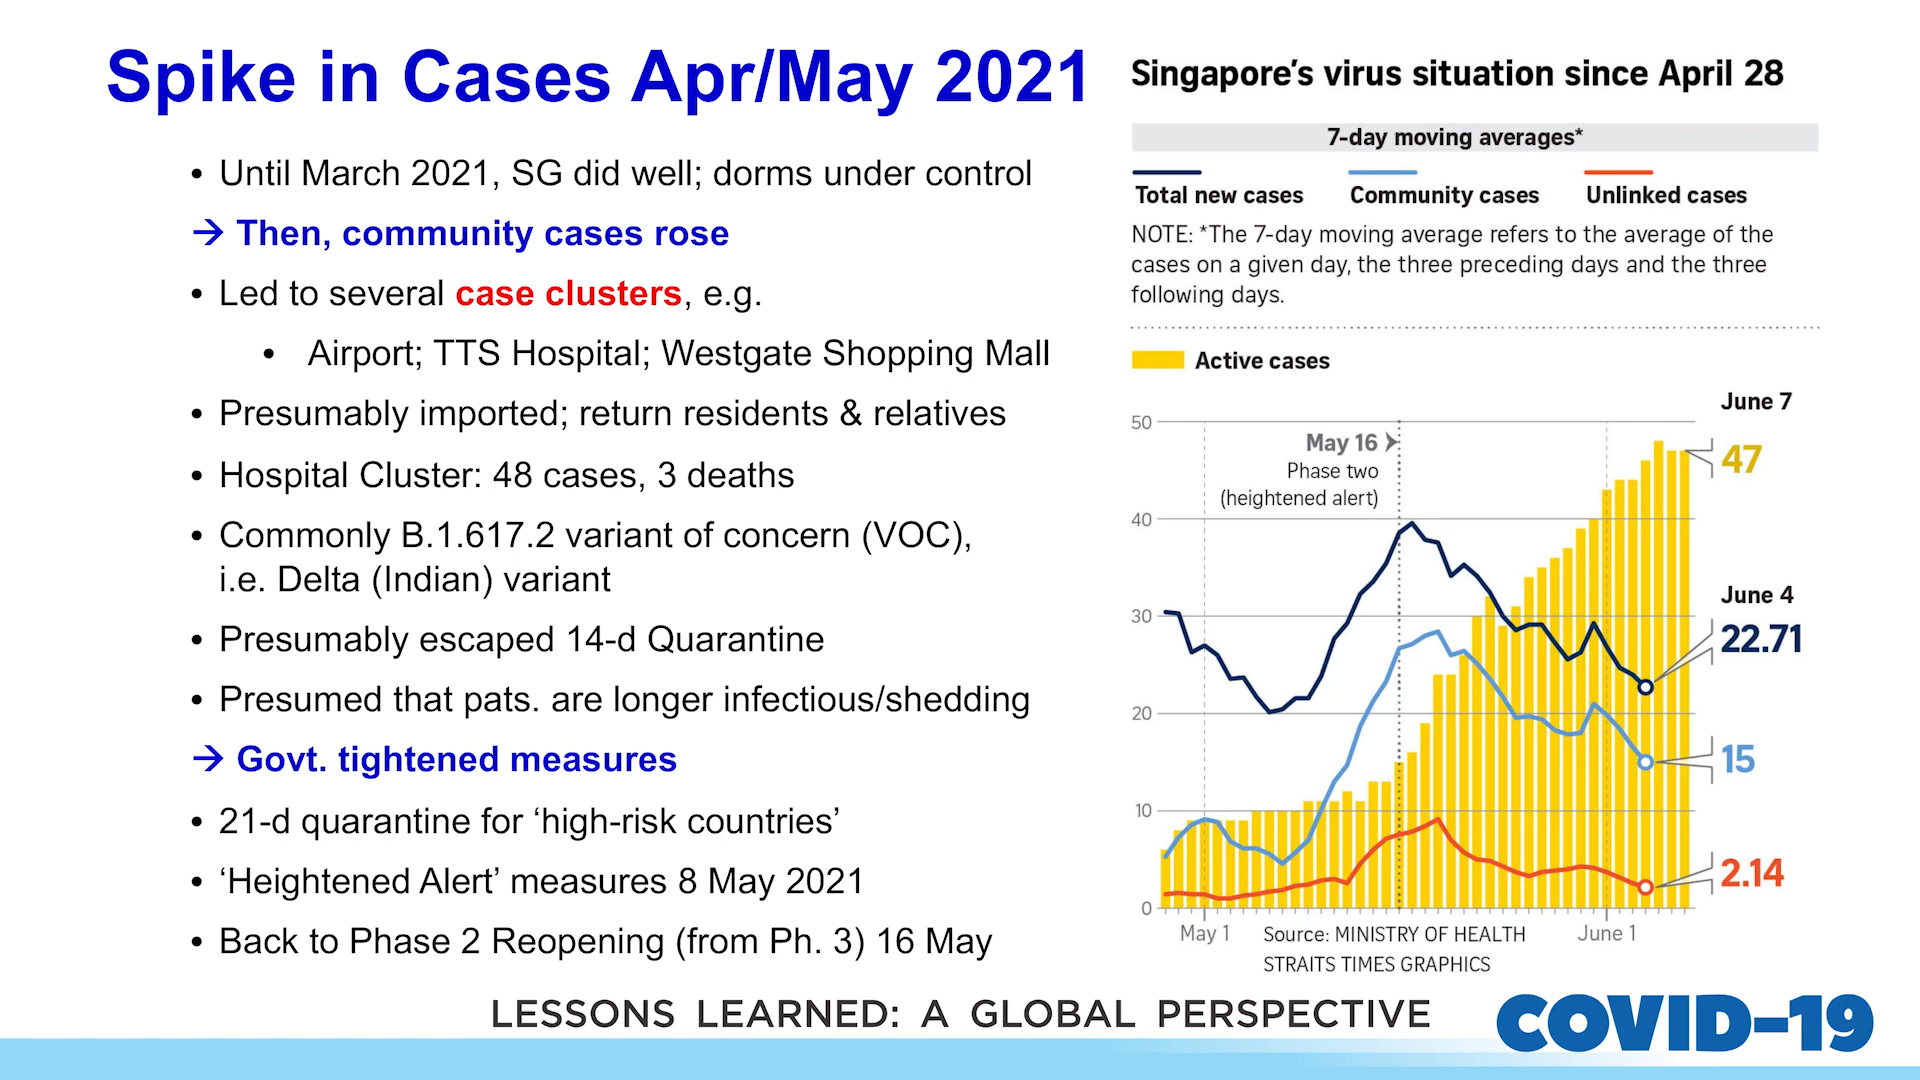 Spike in Cases Apr/May 2021
• Until March 2021, SG did well; dorms under control
→ Then, community cases rose
• Led to several case clusters, e.g.
• Airport; TTS Hospital; Westgate Shopping Mall
• Presumably imported; return residents & relatives
• Hospital Cluster: 48 cases, 3 deaths
• Commonly B.1.617.2 variant of concern (VOC),
i.e. Delta (Indian) variant
• Presumably escaped 14-d Quarantine
• Presumed that pats. are longer infectious/shedding
→ Govt. tightened measures
• 21-d quarantine for ‘high-risk countries’
• ‘Heightened Alert’ measures 8 May 2021
• Back to Phase 2 Reopening (from Ph. 3) 16 May
Singapore’s virus situation since April 28
7-day moving averages*
Total new cases Community cases Unlinked cases
NOTE: *The 7-day moving average refers to the average of the
cases on a given day, the three preceding days and the three
following days.
Active cases
June 7
47
50
May 16
Phase two
(heightened alert)
40
June 4
22.71
30
20
15
10
2.14
0
May 1
June 1
Source: MINISTRY OF HEALTH
STRAITS TIMES GRAPHICS
LESSONS LEARNED: A GLOBAL PERSPECTIVE
COVID-19